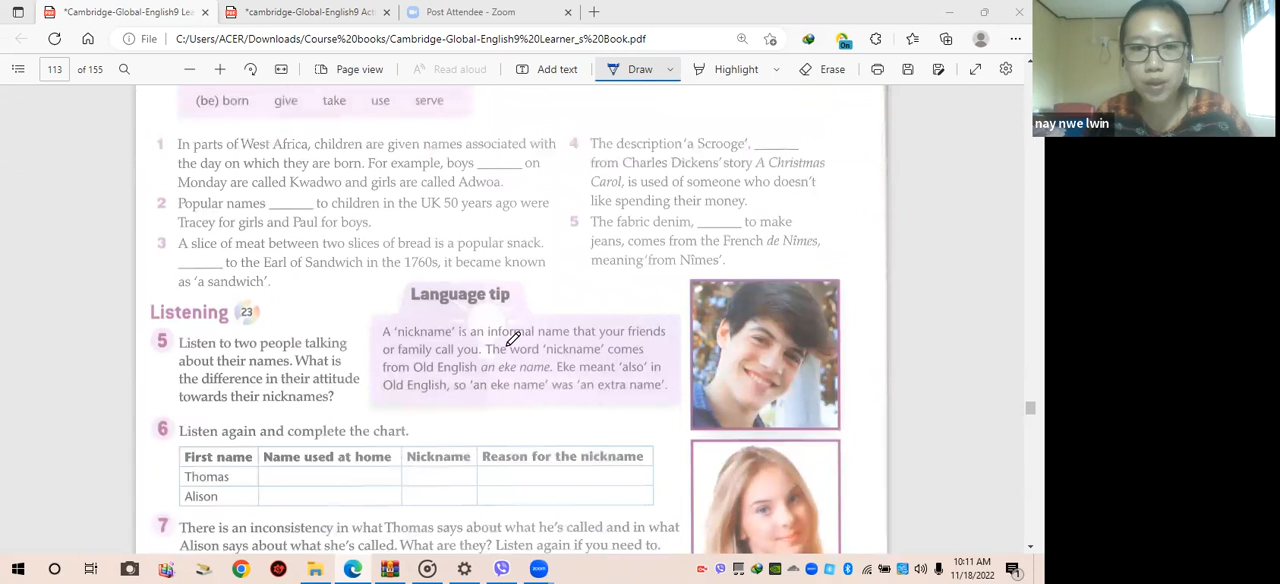 *Cambridge-Global-English9 Lea
*cambridge-Global-English9 Acti
Post Attendee - Zoom
File
C:/Users/ACER/Downloads/Course%20books/Cambridge-Global-English9%20Learner_s%20Book.pdf
On
113 of 155
Page view
Read aloud
Add text
Draw
Highlight
Erase
nay nwe lwin
(be) born give take use serve
1 In parts of West Africa, children are given names associated with
the day on which they are born. For example, boys ______ on
Monday are called Kwadwo and girls are called Adwoa.
2 Popular names ______ to children in the UK 50 years ago were
Tracey for girls and Paul for boys.
3 A slice of meat between two slices of bread is a popular snack.
______ to the Earl of Sandwich in the 1760s, it became known
as ‘a sandwich’.
4 The description ‘a Scrooge’, ______
from Charles Dickens’ story A Christmas
Carol, is used of someone who doesn’t
like spending their money.
5 The fabric denim, ______ to make
jeans, comes from the French de Nîmes,
meaning ‘from Nîmes’.
Listening 23
5 Listen to two people talking
about their names. What is
the difference in their attitude
towards their nicknames?
Language tip
A ‘nickname’ is an informal name that your friends
or family call you. The word ‘nickname’ comes
from Old English an eke name. Eke meant ‘also’ in
Old English, so ‘an eke name’ was ‘an extra name’.
6 Listen again and complete the chart.
First name Name used at home Nickname Reason for the nickname
Thomas
Alison
7 There is an inconsistency in what Thomas says about what he’s called and in what
Alison says about what she’s called. What are they? Listen again if you need to.
zoom
10:11 AM
11/18/2022
1